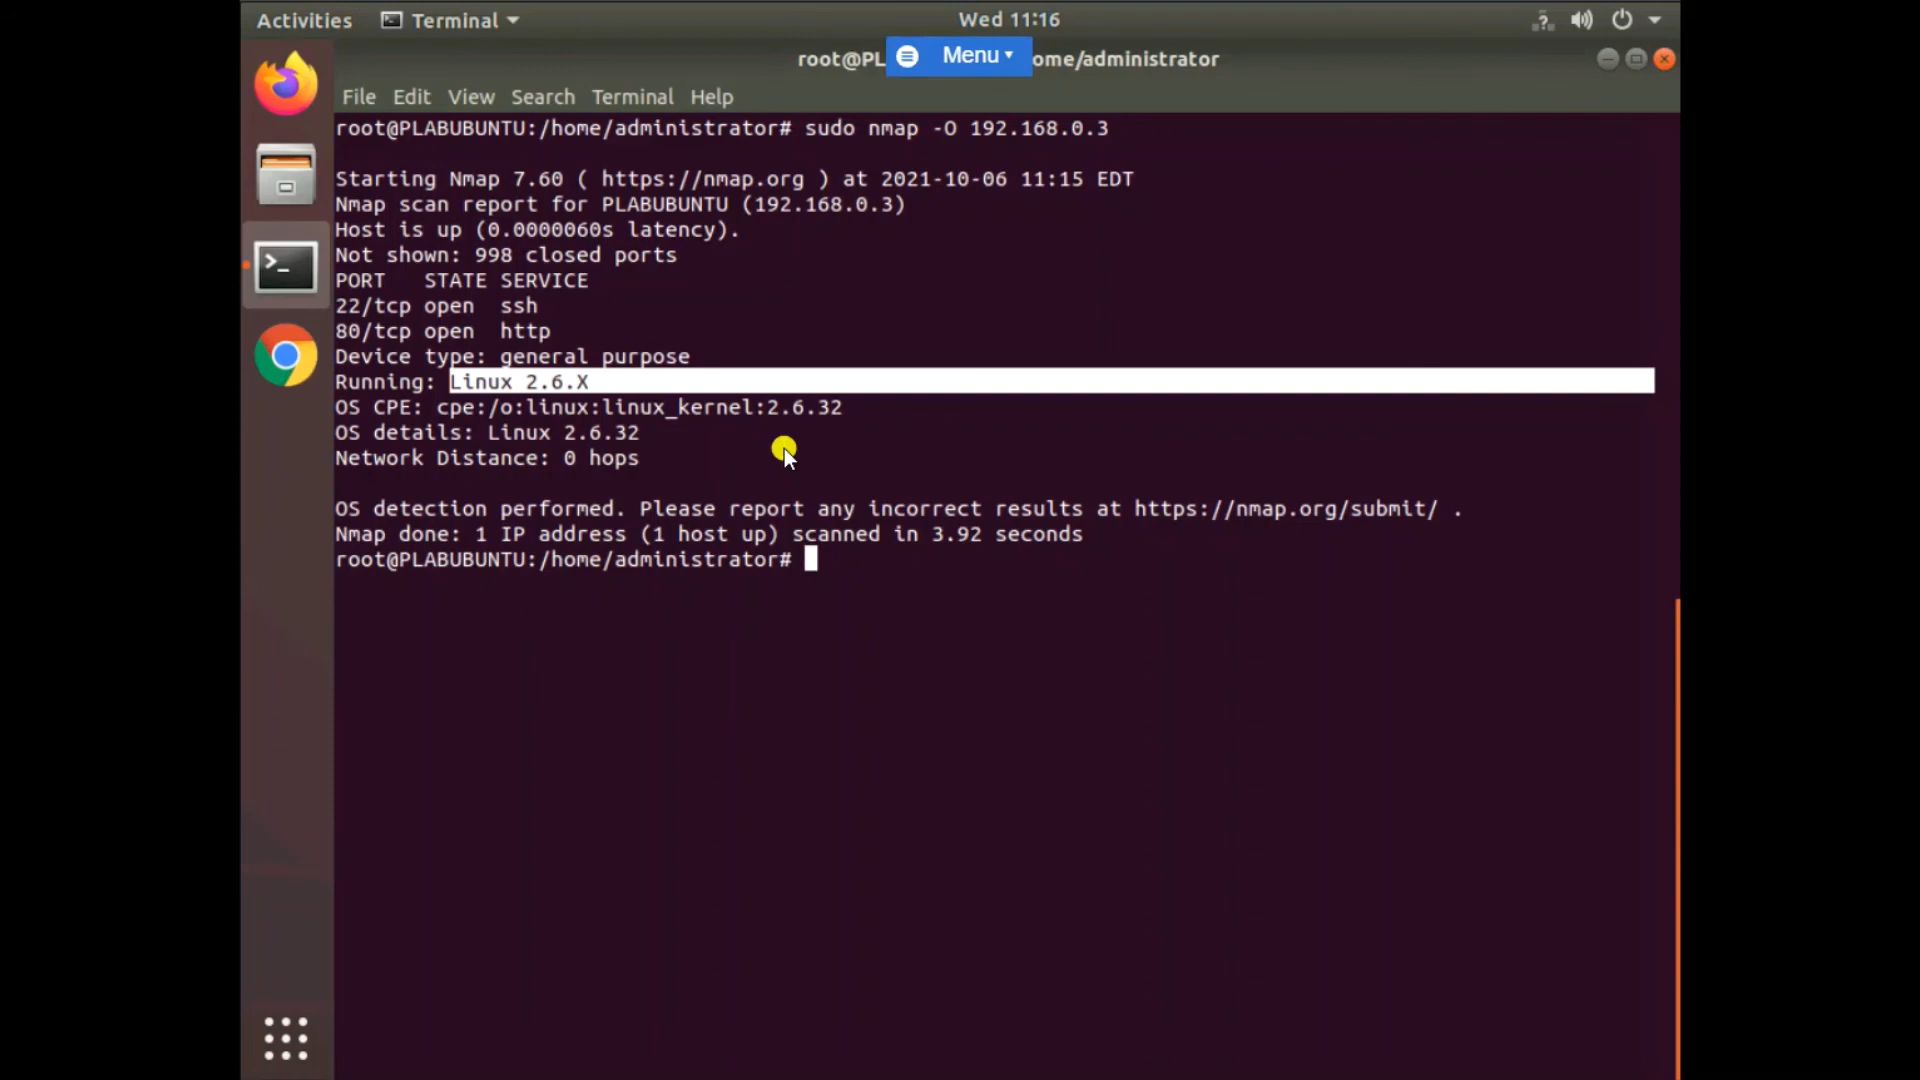 Activities Terminal Wed 11:16
root@PL Menu ome/administrator
File Edit View Search Terminal Help
root@PLABUBUNTU:/home/administrator# sudo nmap -O 192.168.0.3
Starting Nmap 7.60 ( https://nmap.org ) at 2021-10-06 11:15 EDT
Nmap scan report for PLABUBUNTU (192.168.0.3)
Host is up (0.0000060s latency).
Not shown: 998 closed ports
PORT   STATE SERVICE
22/tcp open  ssh
80/tcp open  http
Device type: general purpose
Running: Linux 2.6.X
OS CPE: cpe:/o:linux:linux_kernel:2.6.32
OS details: Linux 2.6.32
Network Distance: 0 hops
OS detection performed. Please report any incorrect results at https://nmap.org/submit/ .
Nmap done: 1 IP address (1 host up) scanned in 3.92 seconds
root@PLABUBUNTU:/home/administrator#